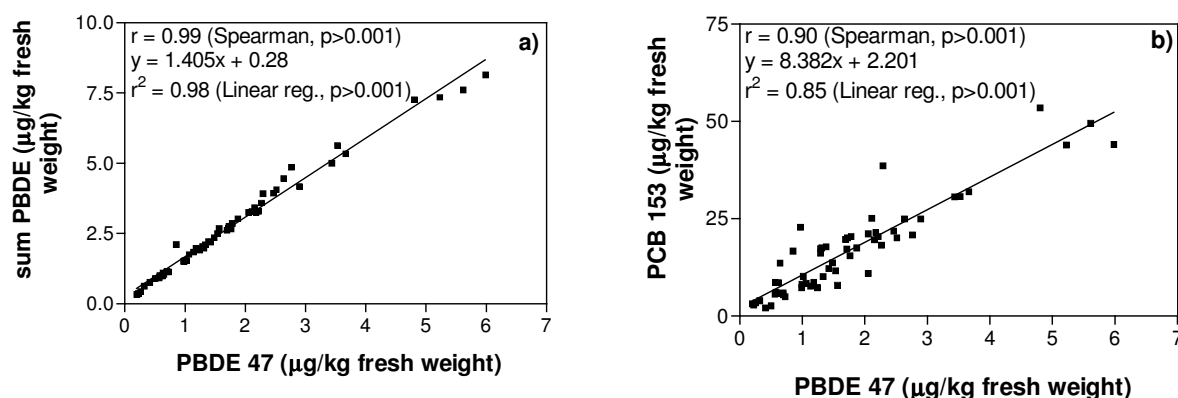 10.0
r = 0.99 (Spearman, p>0.001)
a)
y = 1.405x + 0.28
r² = 0.98 (Linear reg., p>0.001)
7.5
5.0
2.5
0.0
0 1 2 3 4 5 6 7
sum PBDE (µg/kg fresh
weight)
PBDE 47 (µg/kg fresh weight)
75
r = 0.90 (Spearman, p>0.001)
b)
y = 8.382x + 2.201
r² = 0.85 (Linear reg., p>0.001)
50
25
0
0 1 2 3 4 5 6 7
PCB 153 (µg/kg fresh
weight)
PBDE 47 (µg/kg fresh weight)